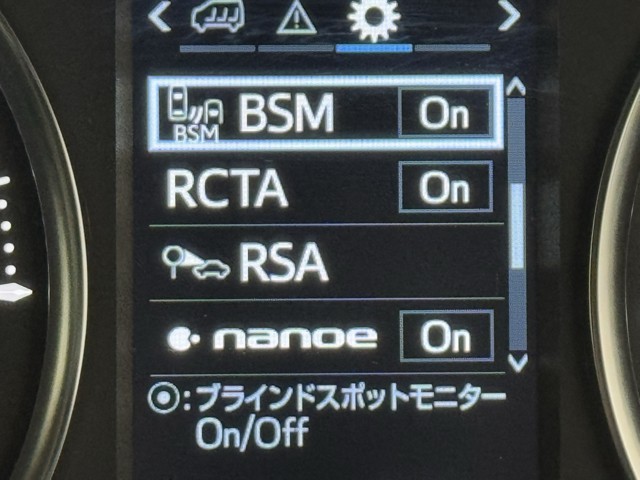 BSM BSM On
RCTA On
RSA
nanoe On
◉:ブラインドスポットモニター
On/Off